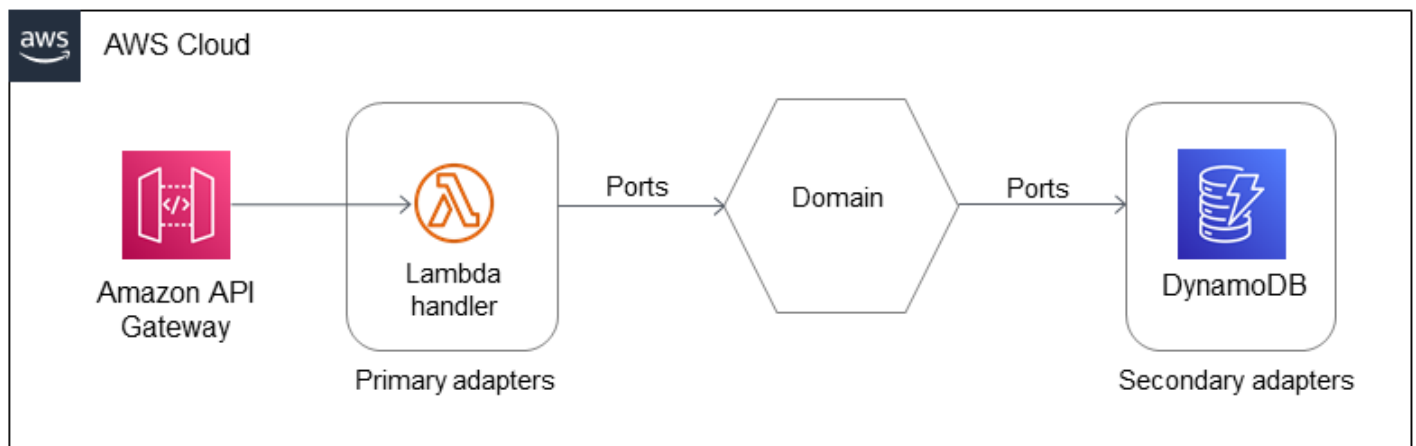 aws
AWS Cloud
Ports
Domain
Ports
</>
Lambda
handler
Amazon API
Gateway
DynamoDB
Primary adapters
Secondary adapters